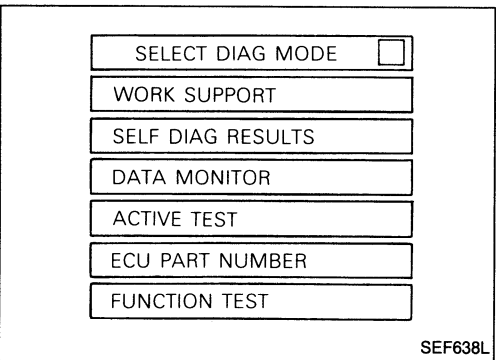 SELECT DIAG MODE
WORK SUPPORT
SELF DIAG RESULTS
DATA MONITOR
ACTIVE TEST
ECU PART NUMBER
FUNCTION TEST
SEF638L